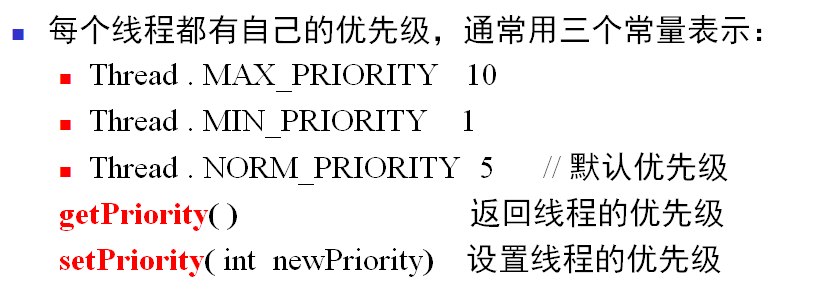 每个线程都有自己的优先级，通常用三个常量表示：
Thread . MAX_PRIORITY 10
Thread . MIN_PRIORITY 1
Thread . NORM_PRIORITY 5 // 默认优先级
getPriority( ) 返回线程的优先级
setPriority( int newPriority) 设置线程的优先级